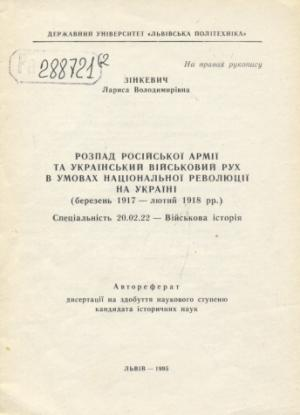 ДЕРЖАВНИЙ УНІВЕРСИТЕТ «ЛЬВІВСЬКА ПОЛІТЕХНІКА»
На правах рукопису
288721
ЗІНКЕВИЧ
Лариса Володимирівна
РОЗПАД РОСІЙСЬКОЇ АРМІЇ
ТА УКРАЇНСЬКИЙ ВІЙСЬКОВИЙ РУХ
В УМОВАХ НАЦІОНАЛЬНОЇ РЕВОЛЮЦІЇ
НА УКРАЇНІ
(березень 1917 — лютий 1918 рр.)
Спеціальність 20.02.22 — Військова історія
Автореферат
дисертації на здобуття наукового ступеню
кандидата історичних наук
ЛЬВІВ — 1995